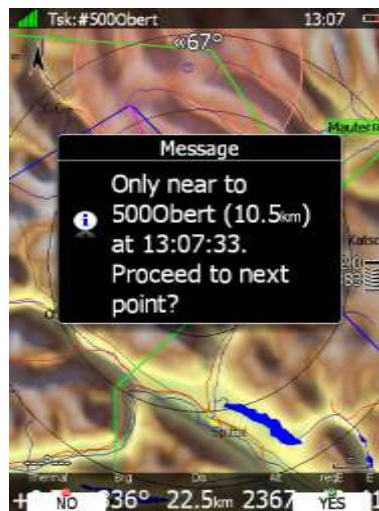 Tsk:#500Obert 13:07
«67°
Mautern
Message
Only near to
500Obert (10.5km)
at 13:07:33.
Proceed to next
point?
Brg Dis Alt
NO 336° 22.5km 2367 YES